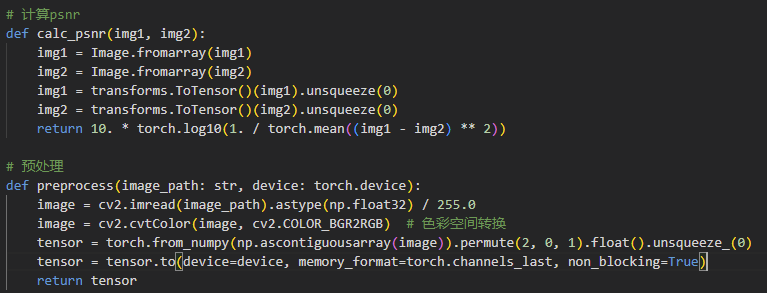 # 计算psnr
def calc_psnr(img1, img2):
    img1 = Image.fromarray(img1)
    img2 = Image.fromarray(img2)
    img1 = transforms.ToTensor()(img1).unsqueeze(0)
    img2 = transforms.ToTensor()(img2).unsqueeze(0)
    return 10. * torch.log10(1. / torch.mean((img1 - img2) ** 2))
# 预处理
def preprocess(image_path: str, device: torch.device):
    image = cv2.imread(image_path).astype(np.float32) / 255.0
    image = cv2.cvtColor(image, cv2.COLOR_BGR2RGB)  # 色彩空间转换
    tensor = torch.from_numpy(np.ascontiguousarray(image)).permute(2, 0, 1).float().unsqueeze_(0)
    tensor = tensor.to(device=device, memory_format=torch.channels_last, non_blocking=True)
    return tensor